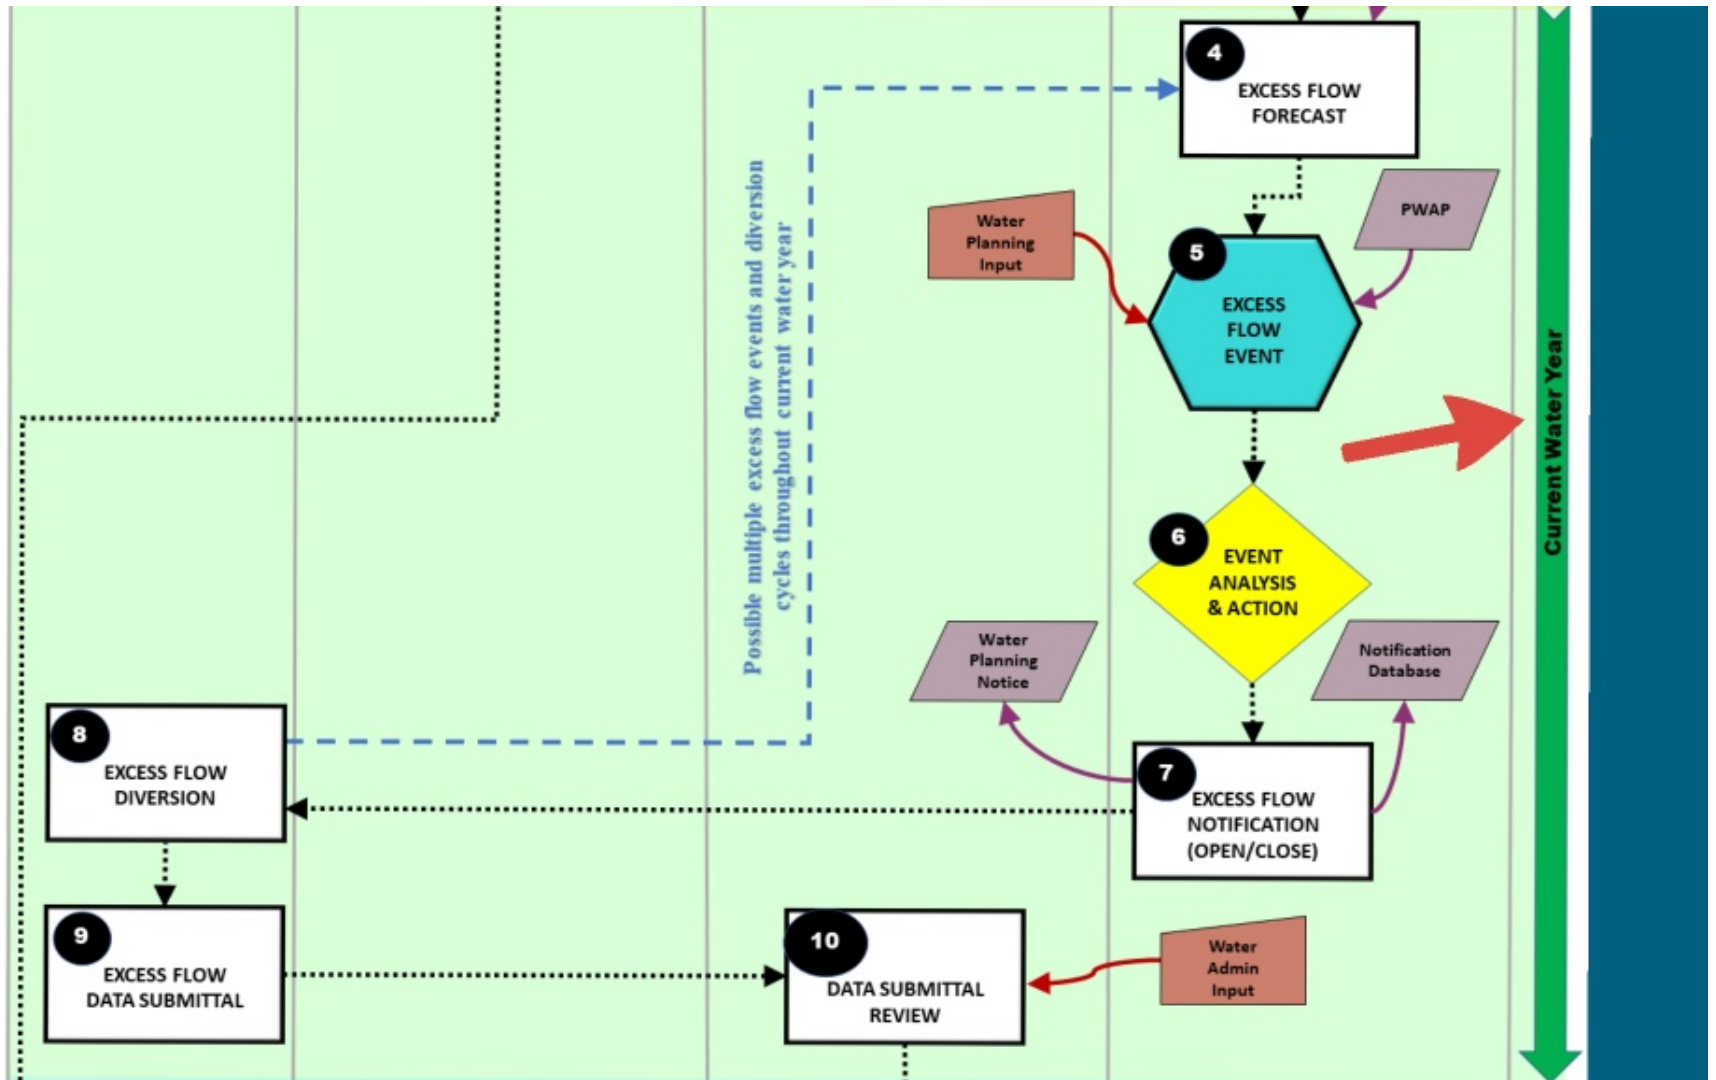 4
EXCESS FLOW
FORECAST
PWAP
Water
Planning
Input
5
EXCESS
FLOW
EVENT
Possible multiple excess flow events and diversion
cycles throughout current water year
Current Water Year
6
EVENT
ANALYSIS
& ACTION
Water
Planning
Notice
Notification
Database
7
EXCESS FLOW
NOTIFICATION
(OPEN/CLOSE)
8
EXCESS FLOW
DIVERSION
9
EXCESS FLOW
DATA SUBMITTAL
10
DATA SUBMITTAL
REVIEW
Water
Admin
Input